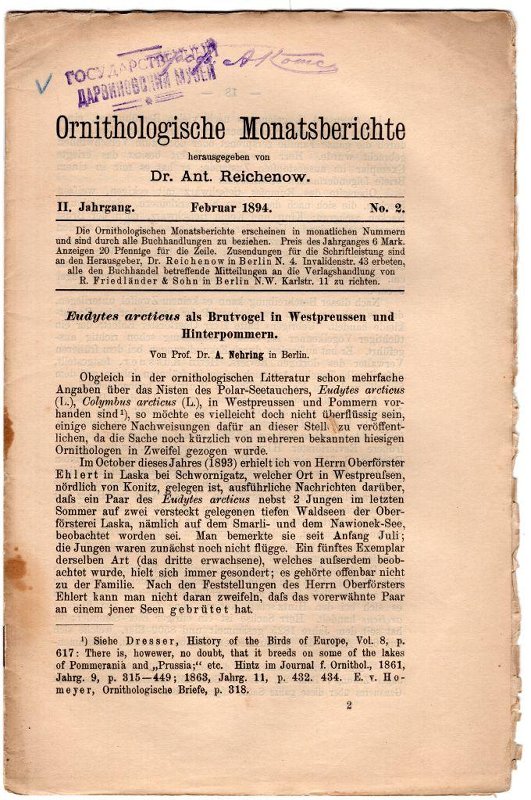 ГОСУДАРСТВЕННЫЙ
ДАРВИНОВСКИЙ МУЗЕЙ
Ornithologische Monatsberichte
herausgegeben von
Dr. Ant. Reichenow.
II. Jahrgang. Februar 1894. No. 2.
Die Ornithologischen Monatsberichte erscheinen in monatlichen Nummern
und sind durch alle Buchhandlungen zu beziehen. Preis des Jahrganges 6 Mark.
Anzeigen 20 Pfennige für die Zeile. Zusendungen für die Schriftleistung sind
an den Herausgeber, Dr. Reichenow in Berlin N. 4. Invalidenstr. 43 erbeten,
alle den Buchhandel betreffende Mitteilungen an die Verlagshandlung von
R. Friedländer & Sohn in Berlin N.W. Karlstr. 11 zu richten.
Eudytes arcticus als Brutvogel in Westpreussen und
Hinterpommern.
Von Prof. Dr. A. Nehring in Berlin.
Obgleich in der ornithologischen Litteratur schon mehrfache
Angaben über das Nisten des Polar-Seetauchers, Eudytes arcticus
(L.), Colymbus arcticus (L.), in Westpreussen und Pommern vor-
handen sind¹), so möchte es vielleicht doch nicht überflüssig sein,
einige sichere Nachweisungen dafür an dieser Stell zu veröffent-
lichen, da die Sache noch kürzlich von mehreren bekannten hiesigen
Ornithologen in Zweifel gezogen wurde.
Im October dieses Jahres (1893) erhielt ich von Herrn Oberförster
Ehlert in Laska bei Schwornigatz, welcher Ort in Westpreuſsen,
nördlich von Konitz, gelegen ist, ausführliche Nachrichten darüber,
daſs ein Paar des Eudytes arcticus nebst 2 Jungen im letzten
Sommer auf zwei versteckt gelegenen tiefen Waldseen der Ober-
försterei Laska, nämlich auf dem Smarli- und dem Nawionek-See,
beobachtet worden sei. Man bemerkte sie seit Anfang Juli;
die Jungen waren zunächst noch nicht flügge. Ein fünftes Exemplar
derselben Art (das dritte erwachsene), welches auſserdem beob-
achtet wurde, hielt sich immer gesondert; es gehörte offenbar nicht
zu der Familie. Nach den Feststellungen des Herrn Oberförsters
Ehlert kann man nicht daran zweifeln, daſs das vorerwähnte Paar
an einem jener Seen gebrütet hat.
¹) Siehe Dresser, History of the Birds of Europe, Vol. 8, p.
617: There is, howewer, no doubt, that it breeds on some of the lakes
of Pommerania and „Prussia;“ etc. Hintz im Journal f. Ornithol., 1861,
Jahrg. 9, p. 315—449; 1863, Jahrg. 11, p. 432. 434. E. v. Ho-
meyer, Ornithologische Briefe, p. 318.
2